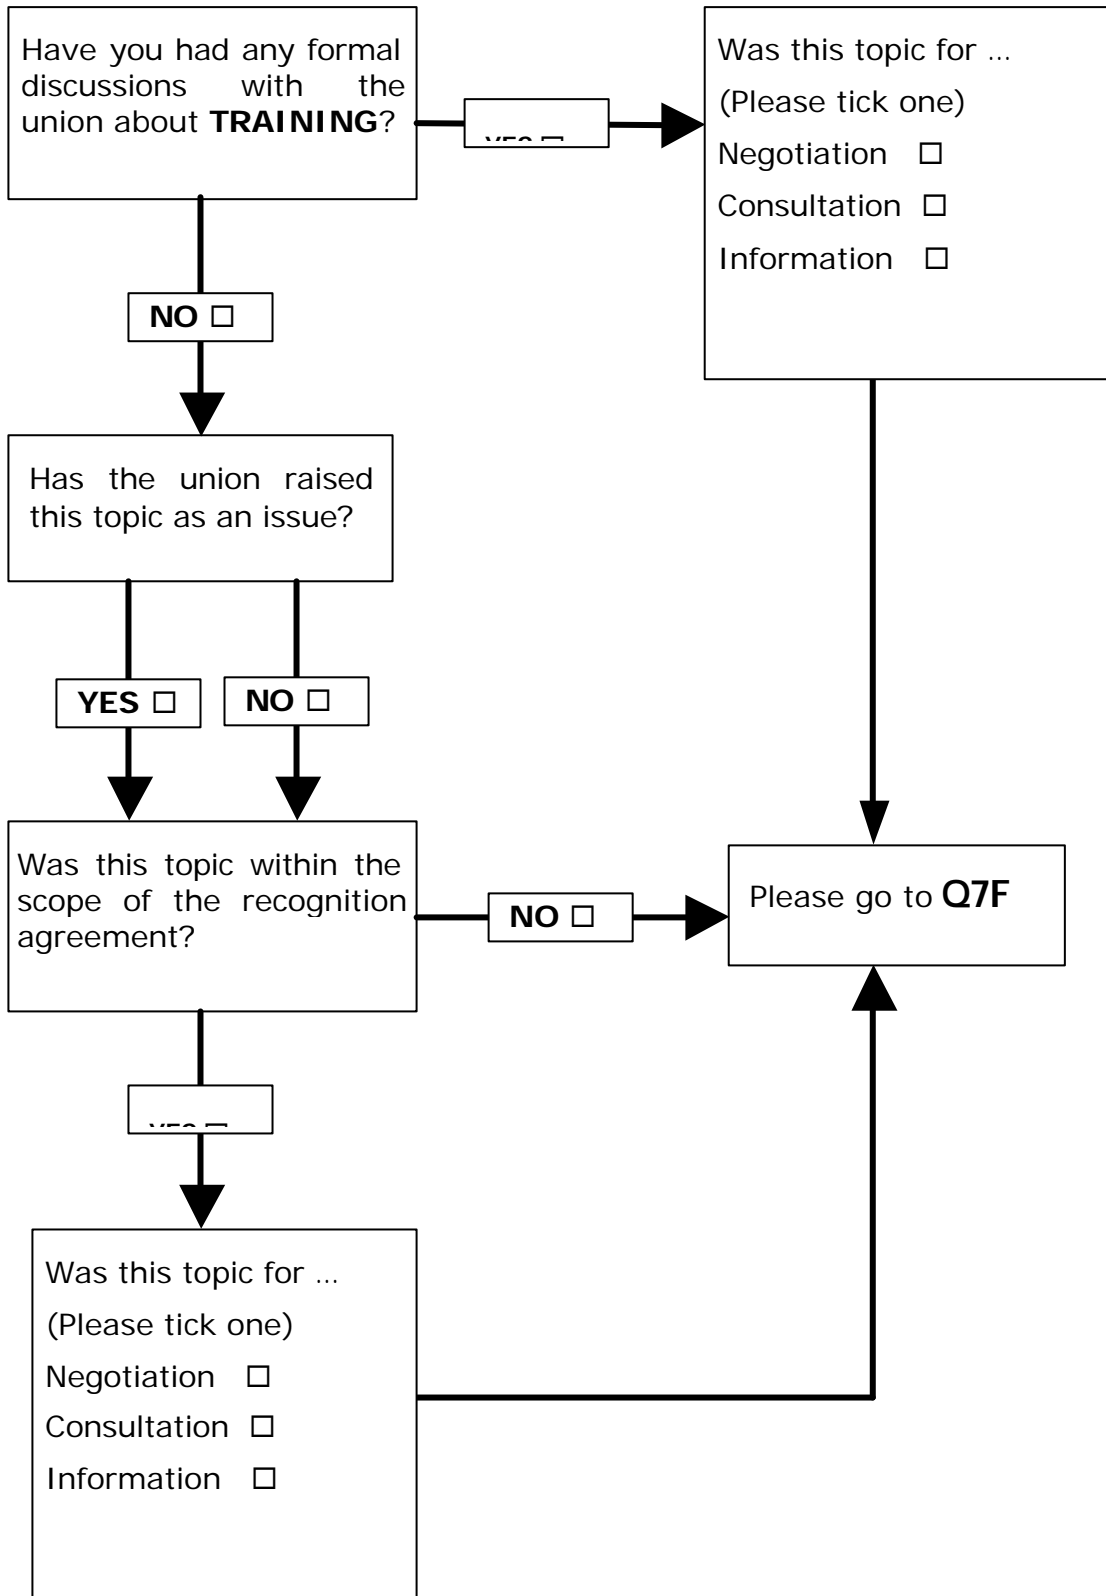 Have you had any formal
discussions with the
union about TRAINING?
Was this topic for ...
(Please tick one)
Negotiation ☐
Consultation ☐
Information ☐
NO ☐
Has the union raised
this topic as an issue?
YES ☐
NO ☐
Was this topic within the
scope of the recognition
agreement?
NO ☐
Please go to Q7F
Was this topic for ...
(Please tick one)
Negotiation ☐
Consultation ☐
Information ☐